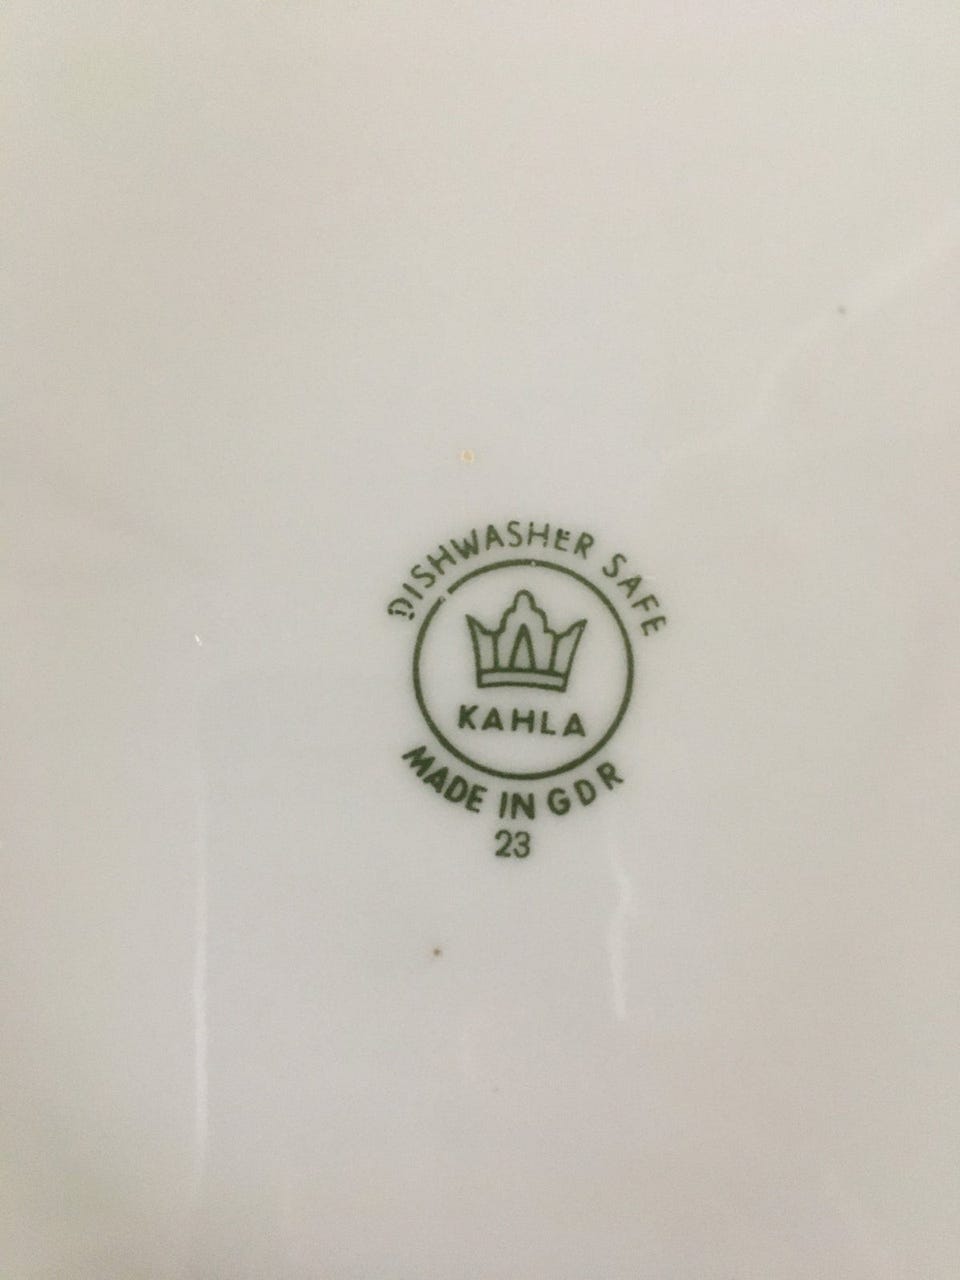 DISHWASHER SAFE
KAHLA
MADE IN GDR
23